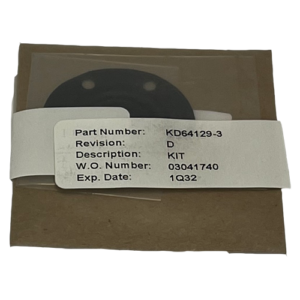 Part Number: KD64129-3
Revision: D
Description: KIT
W.O. Number: 03041740
Exp. Date: 1Q32